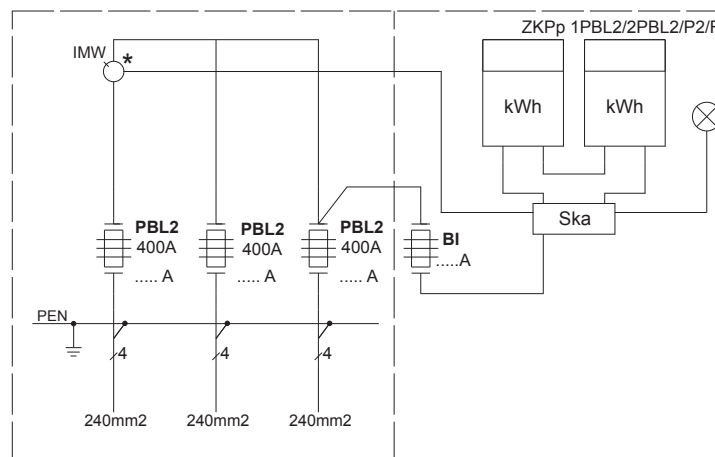 ZKPp 1PBL2/2PBL2/P2/F
IMW *
kWh kWh
Ska
PBL2 PBL2 PBL2 BI
400A 400A 400A .....A
..... A ..... A ..... A
PEN
4 4 4
240mm2 240mm2 240mm2